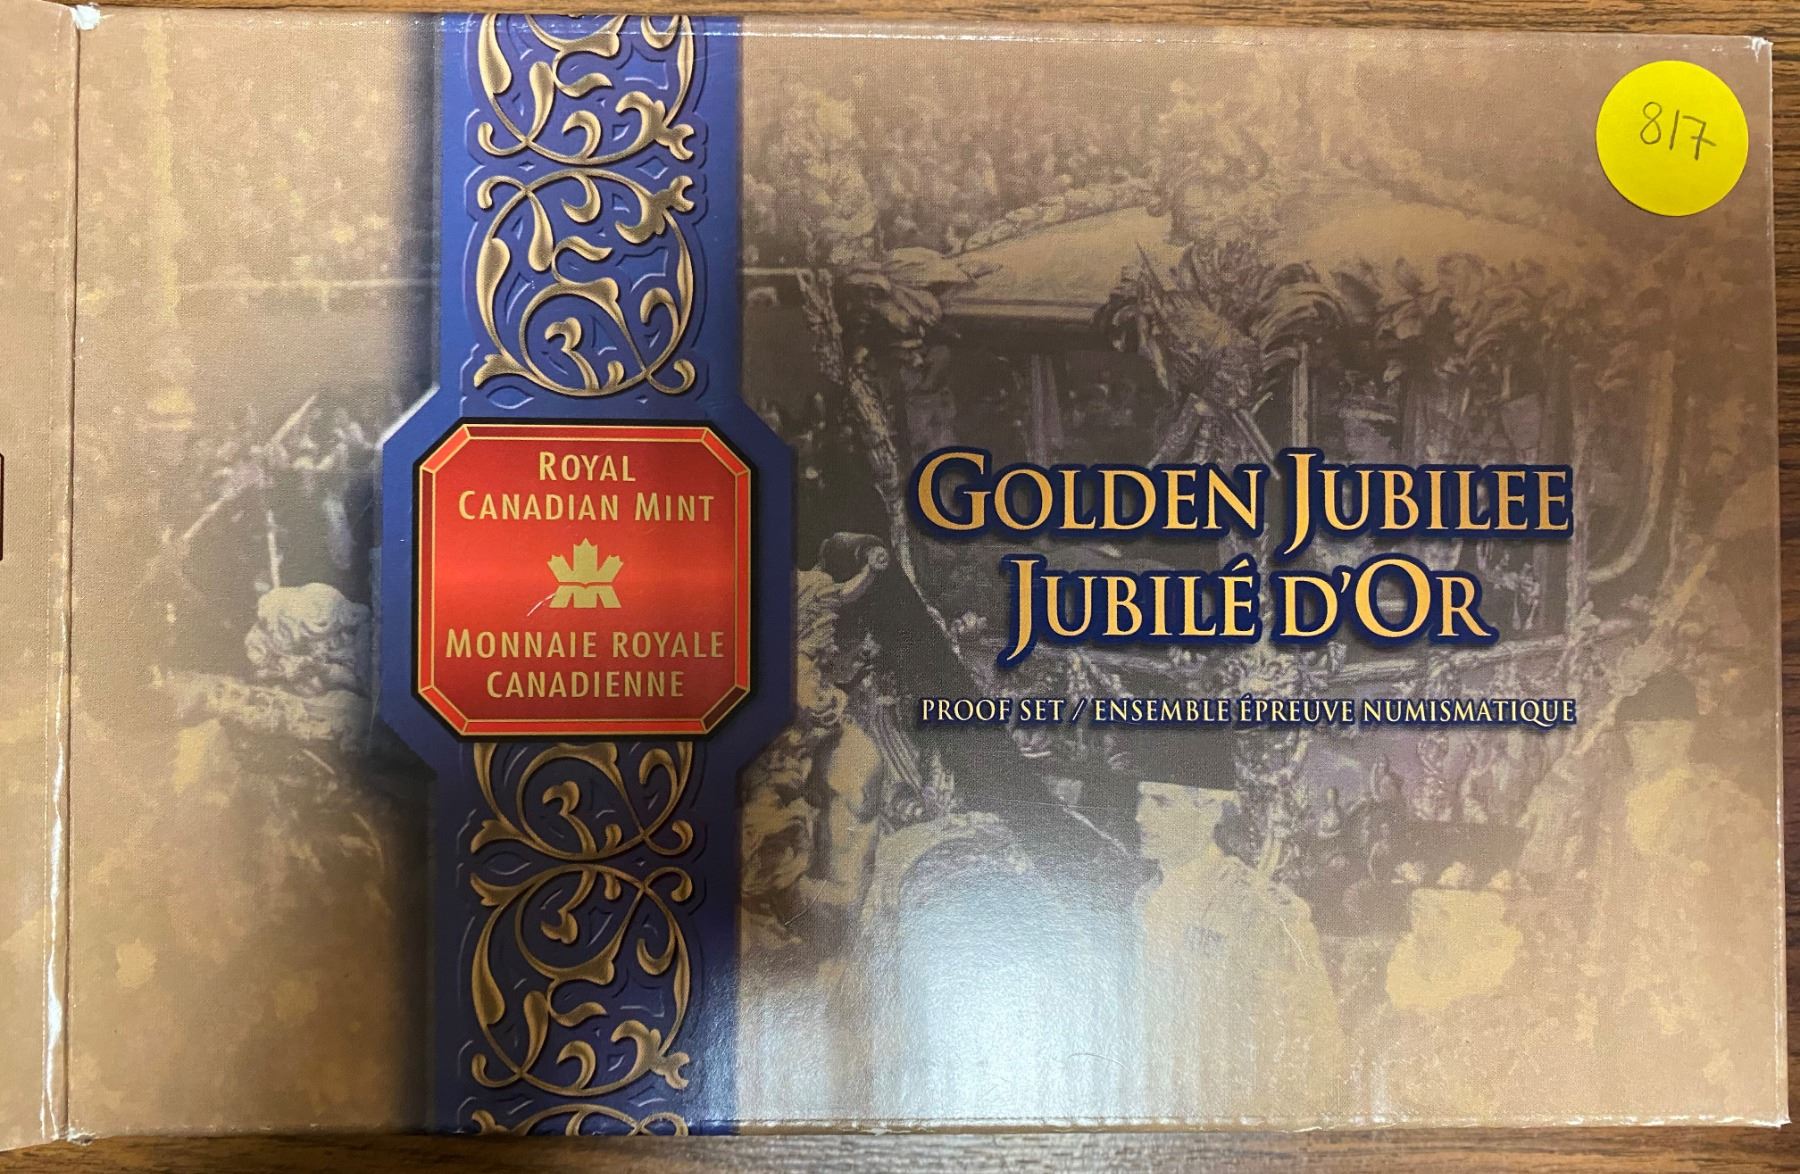 817
ROYAL
CANADIAN MINT
MONNAIE ROYALE
CANADIENNE
GOLDEN JUBILEE
JUBILÉ D'OR
PROOF SET / ENSEMBLE ÉPREUVE NUMISMATIQUE